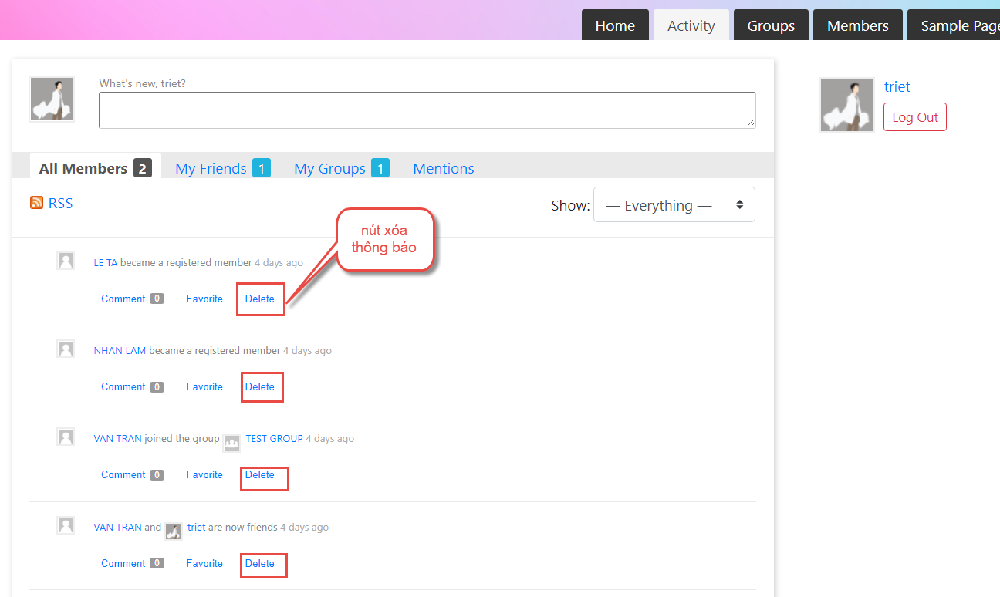 Home Activity Groups Members Sample Page
What's new, triet?
triet
Log Out
All Members 2 My Friends 1 My Groups 1 Mentions
RSS
Show: — Everything —
nút xóa
thông báo
LE TA became a registered member 4 days ago
Comment 0 Favorite Delete
NHAN LAM became a registered member 4 days ago
Comment 0 Favorite Delete
VAN TRAN joined the group TEST GROUP 4 days ago
Comment 0 Favorite Delete
VAN TRAN and triet are now friends 4 days ago
Comment 0 Favorite Delete